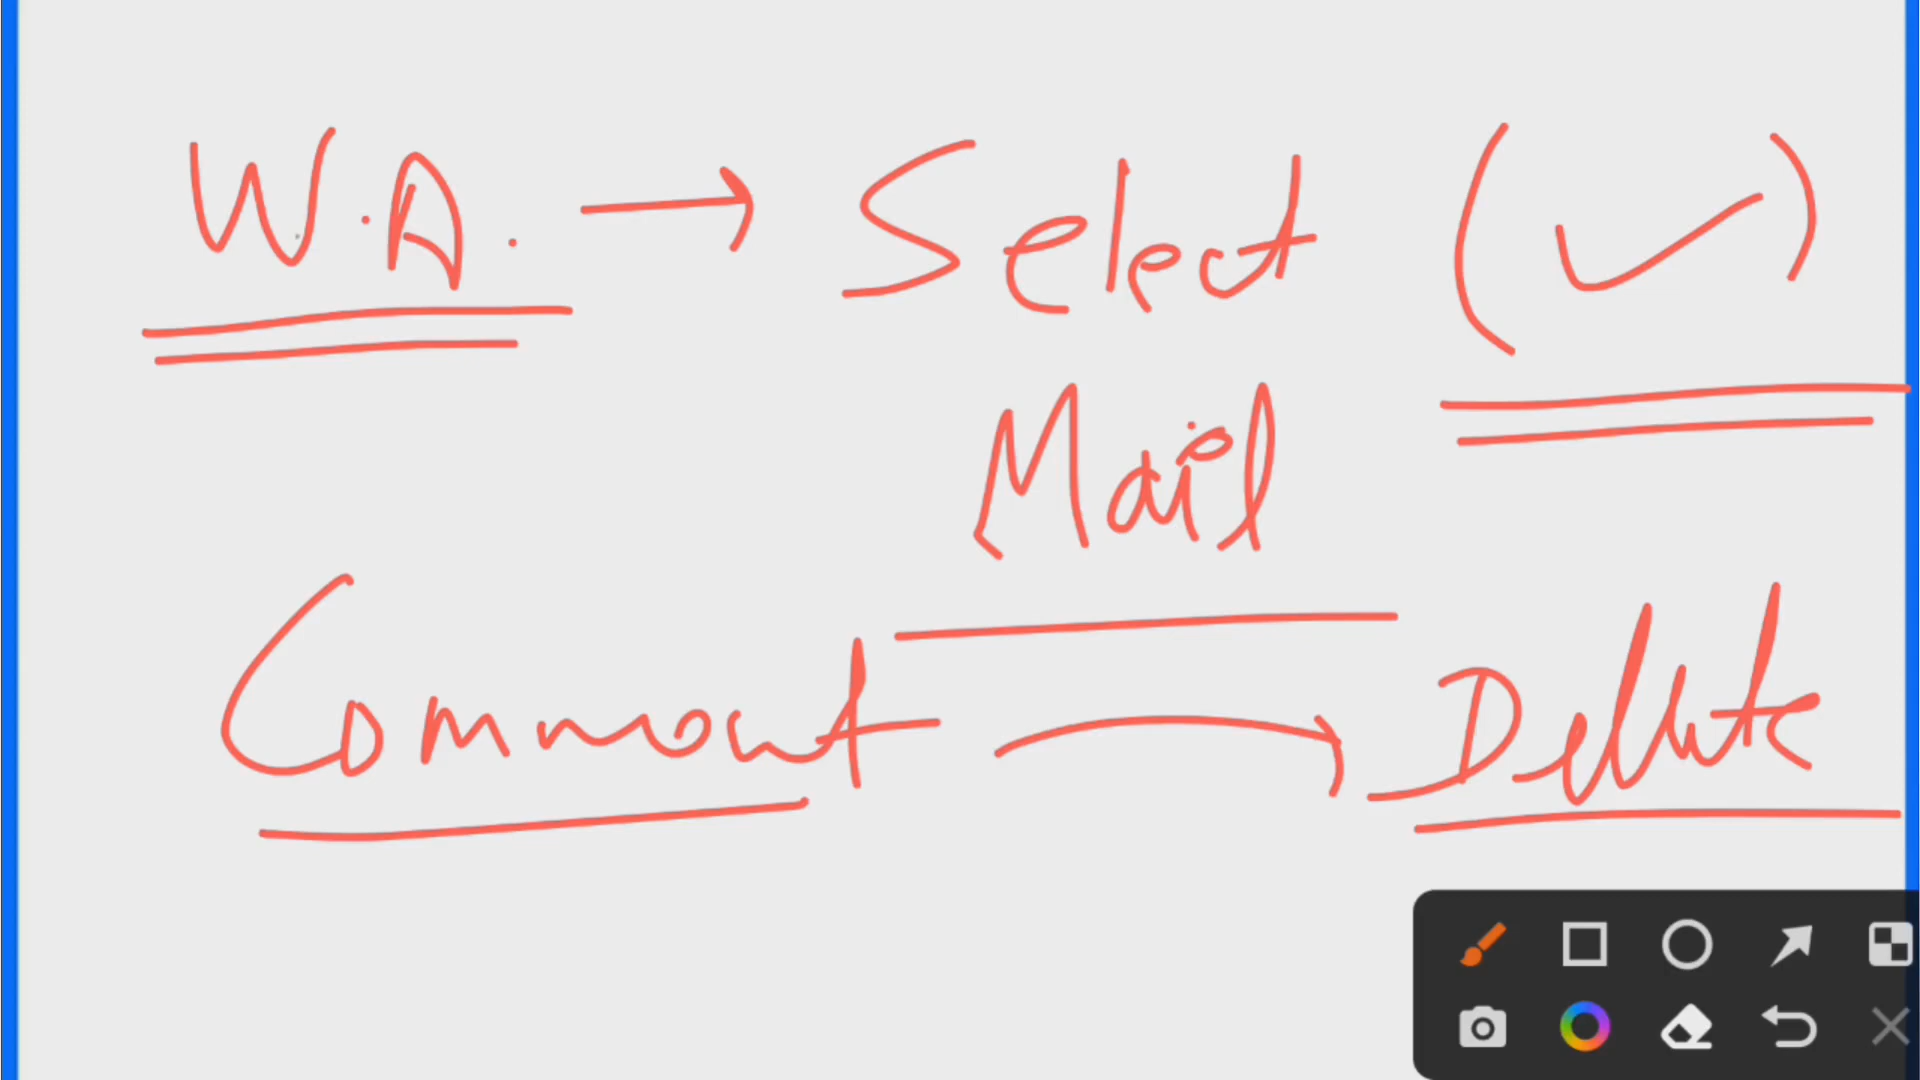 W.A. → Select (✓)
Mail
Comment → Delete